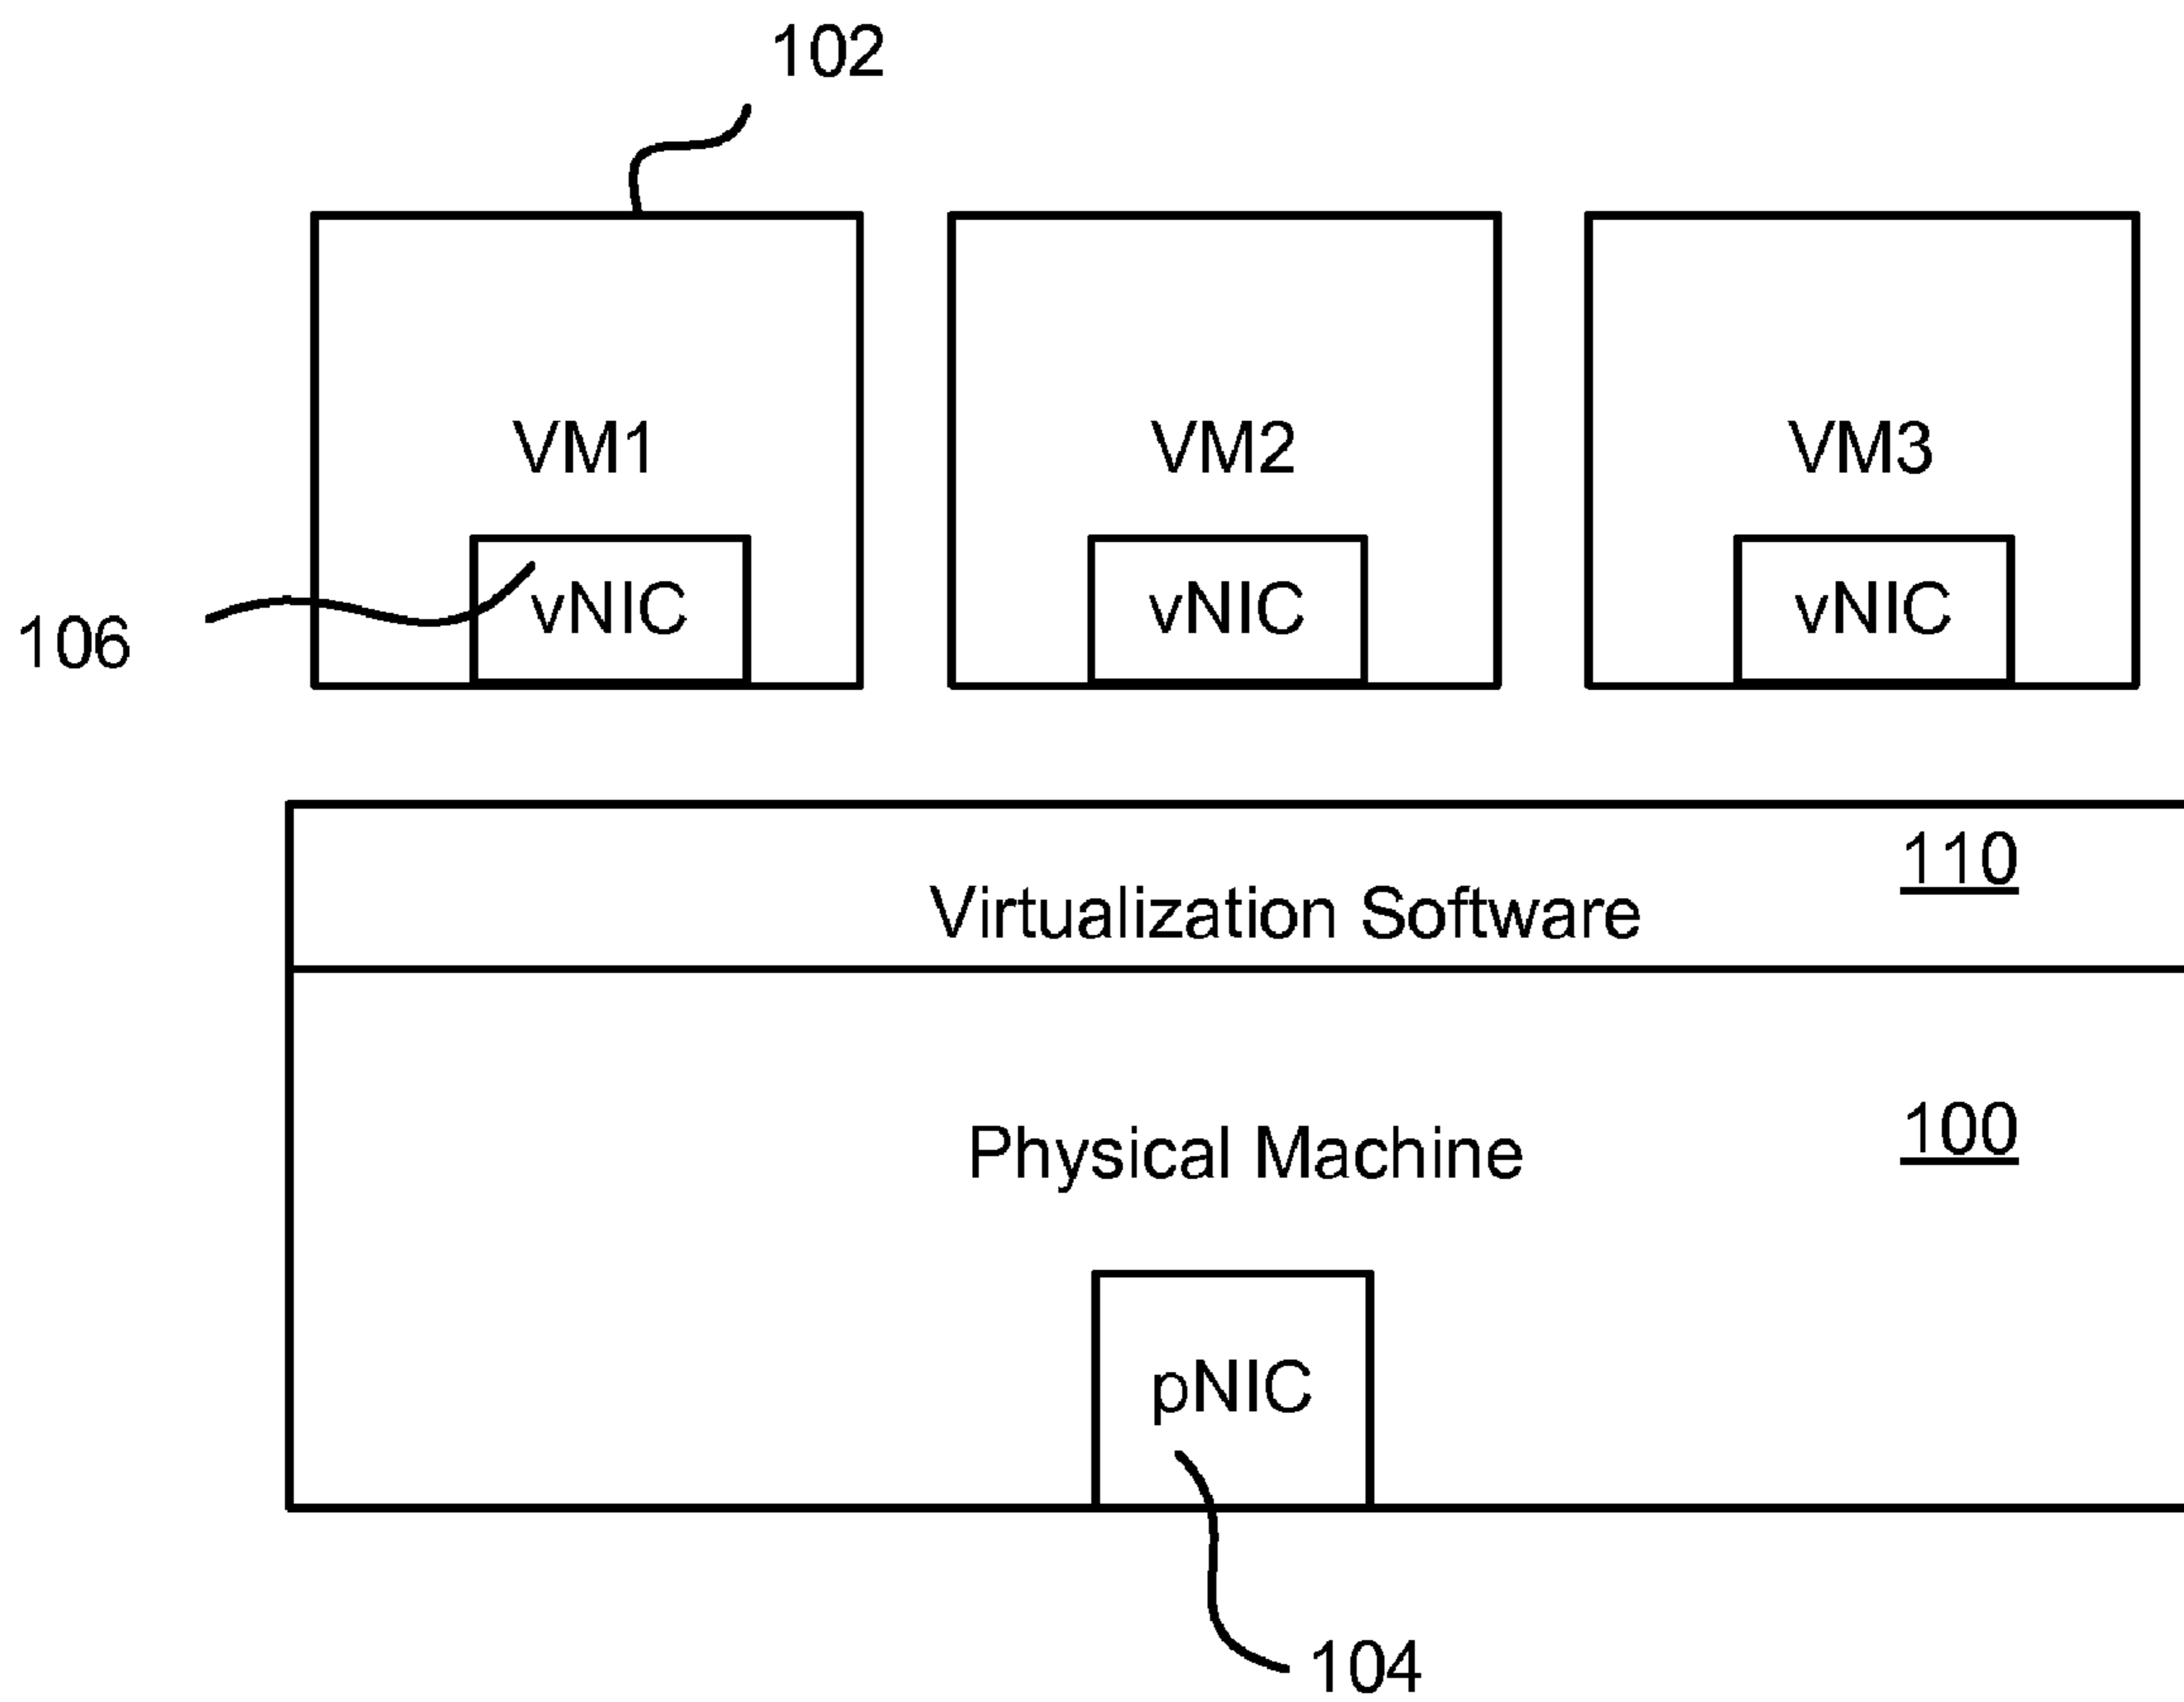 102
VM1
VM2
VM3
vNIC
vNIC
vNIC
106
110
Virtualization Software
100
Physical Machine
pNIC
104